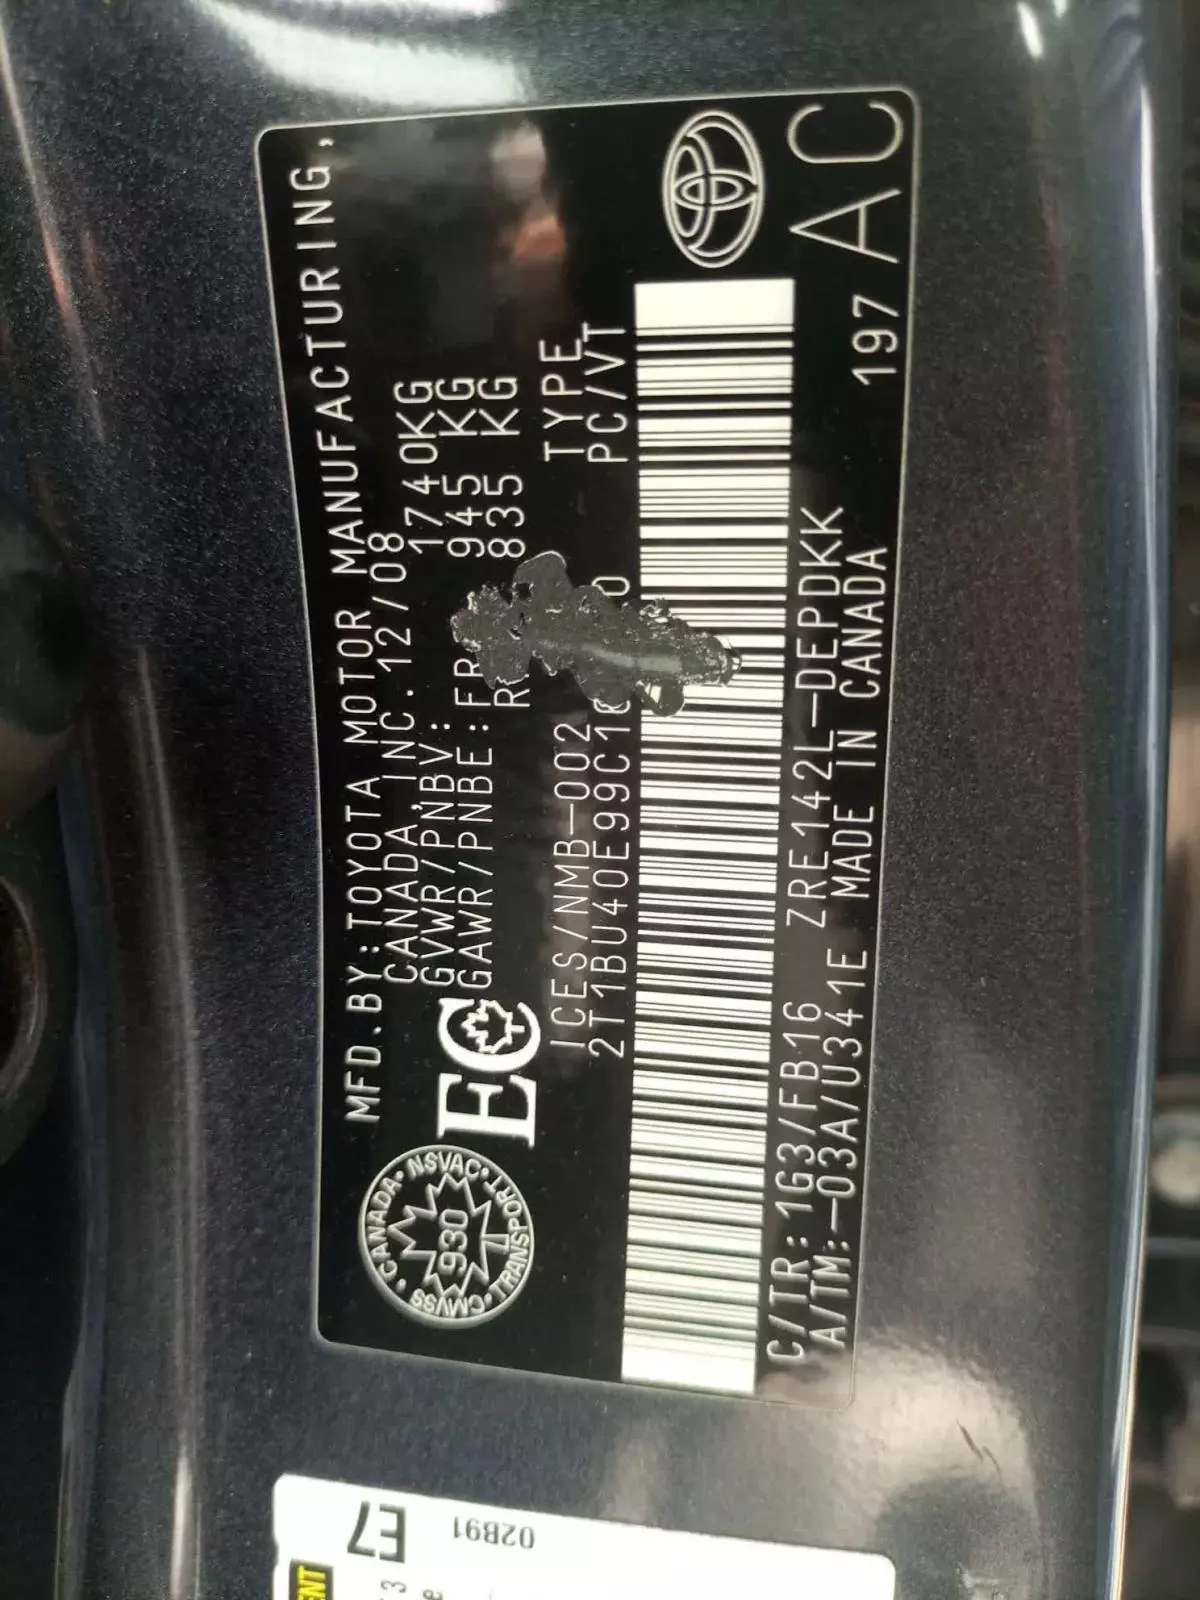 MFD.BY:TOYOTA MOTOR MANUFACTURING,
CANADA,INC.12/08
GVWR/PNBV: 1740KG
GAWR/PNBE:FR 945 KG
835 KG
ICES/NMB-002 TYPE
PC/VT
C/TR:1G3/FB16 ZRE142L-DEPDKK
A/TM:-03A/U341E MADE IN CANADA
197 AC
CANADA • NSVAC • TRANSPORT • CMVSS •
930
EC
E7
02B91